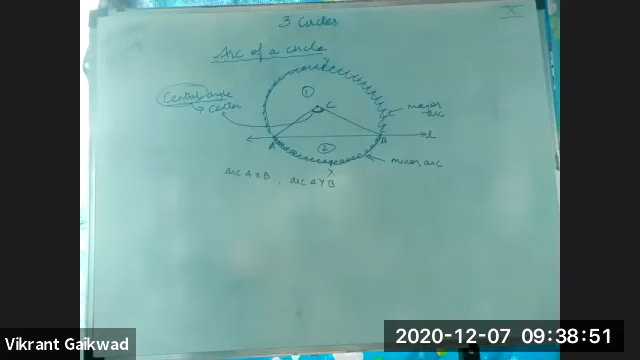 3 Circles
X
Arc of a circle
Y
①
Central angle
→ Center
C
major arc
A
B
l
②
minor arc
X
arc AXB, arc AYB
Vikrant Gaikwad
2020-12-07 09:38:51